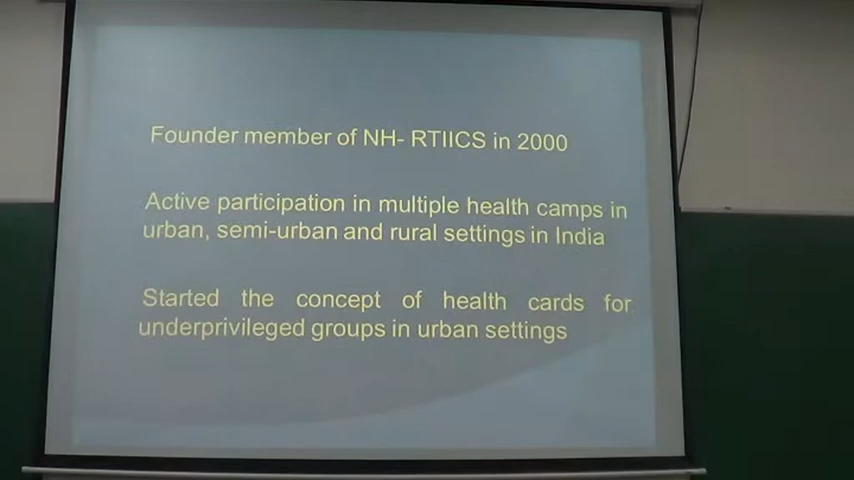 Founder member of NH- RTIICS in 2000
Active participation in multiple health camps in
urban, semi-urban and rural settings in India
Started the concept of health cards for
underprivileged groups in urban settings